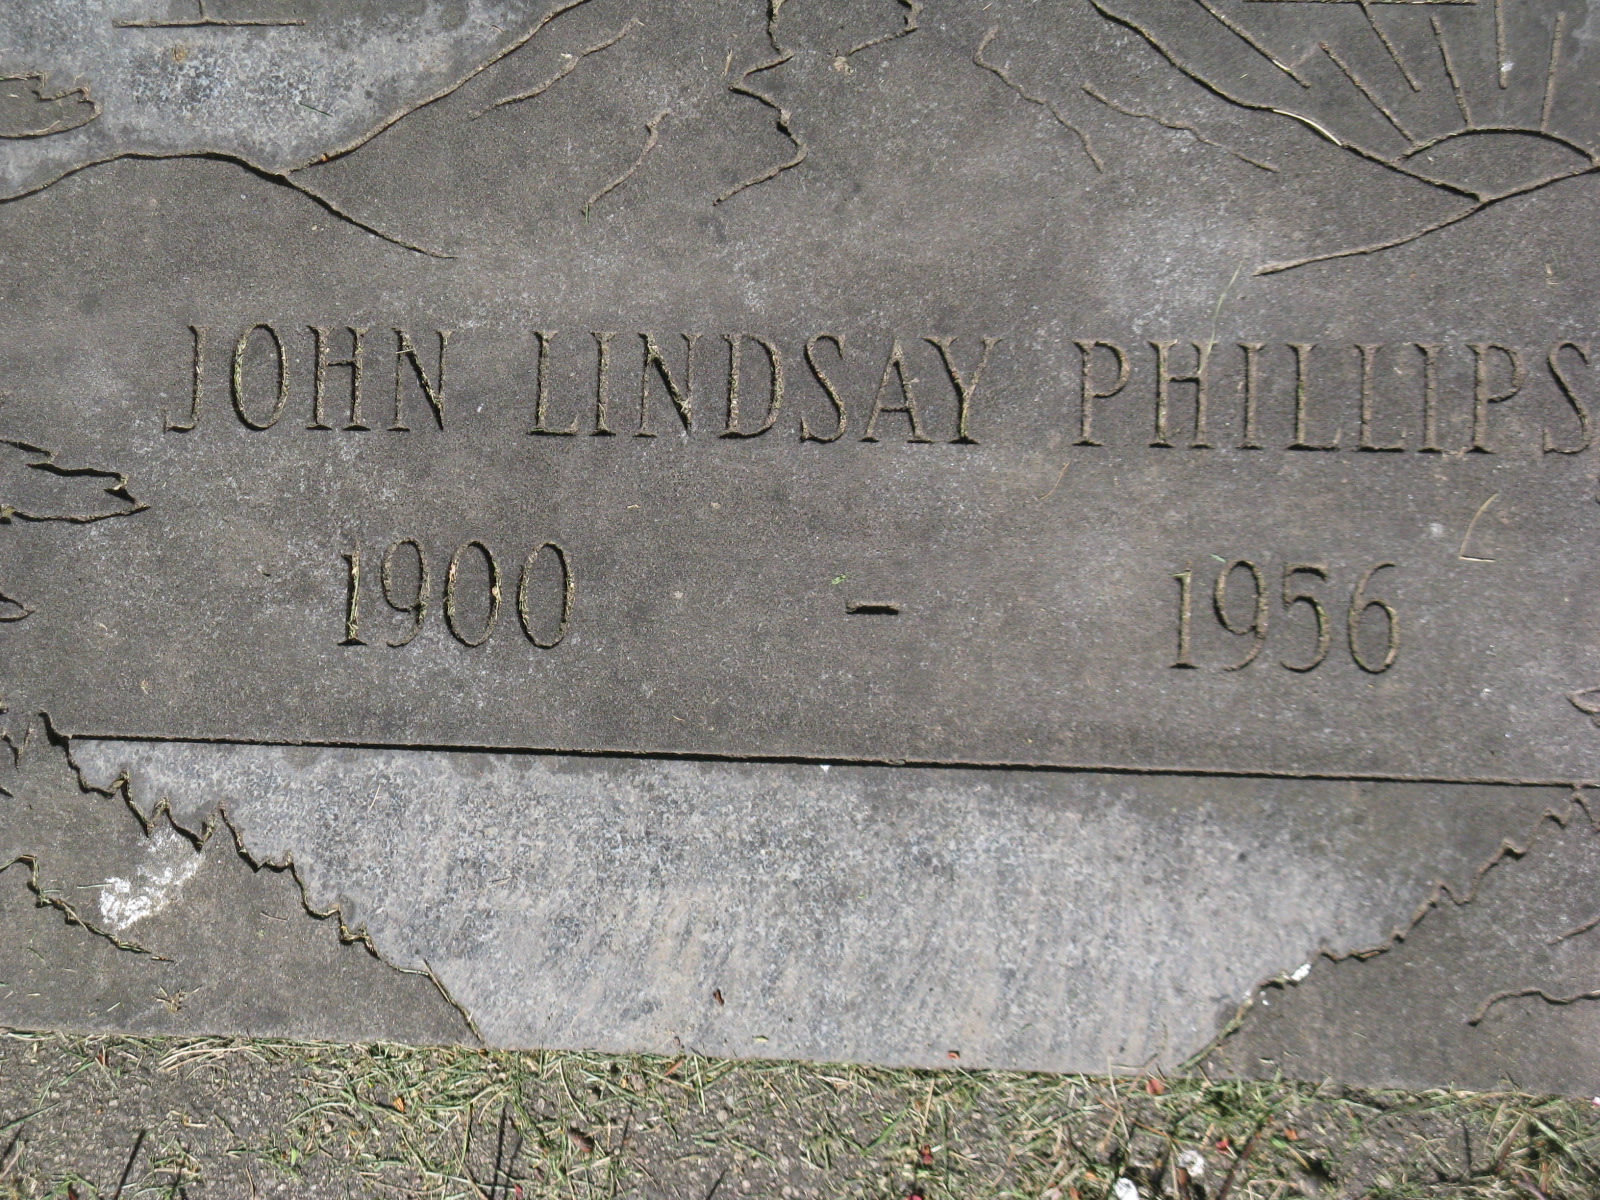 JOHN LINDSAY PHILLIPS
1900 - 1956